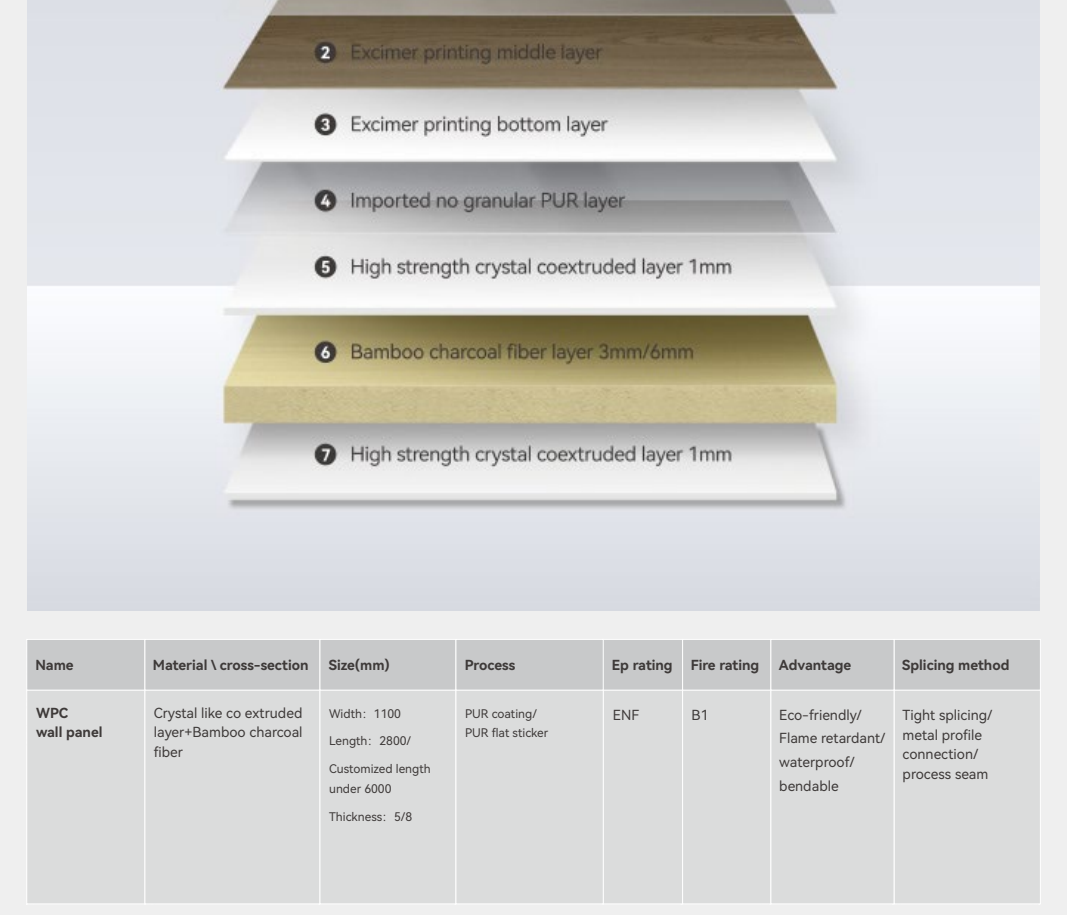 2 Excimer printing middle layer
3 Excimer printing bottom layer
4 Imported no granular PUR layer
5 High strength crystal coextruded layer 1mm
6 Bamboo charcoal fiber layer 3mm/6mm
7 High strength crystal coextruded layer 1mm
Name Material \ cross-section Size(mm) Process Ep rating Fire rating Advantage Splicing method
WPC
wall panel
Crystal like co extruded
layer+Bamboo charcoal
fiber
Width: 1100
Length: 2800/
Customized length
under 6000
Thickness: 5/8
PUR coating/
PUR flat sticker
ENF
B1
Eco-friendly/
Flame retardant/
waterproof/
bendable
Tight splicing/
metal profile
connection/
process seam